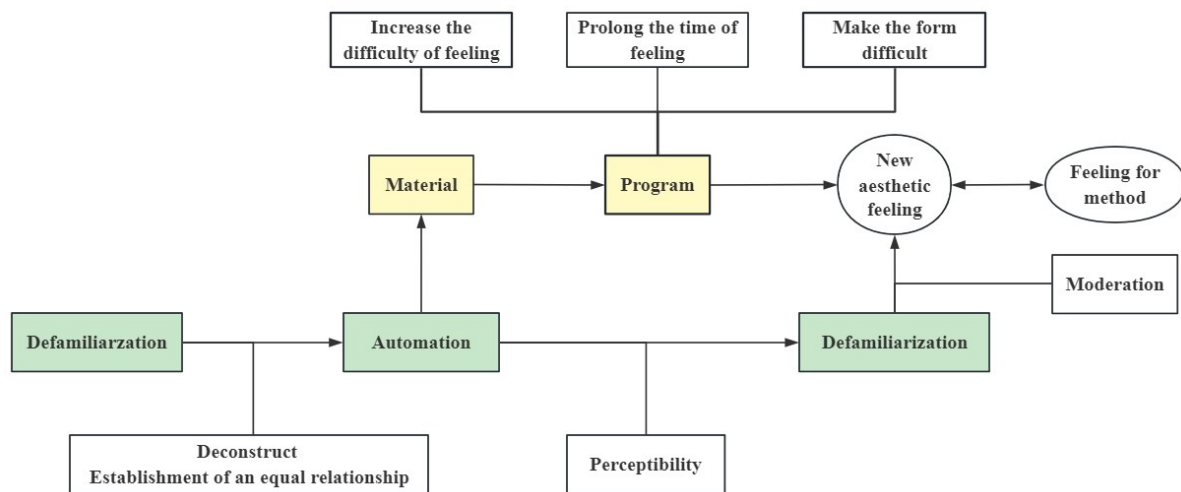 Increase the
difficulty of feeling
Prolong the time of
feeling
Make the form
difficult
Material
Program
New
aesthetic
feeling
Feeling for
method
Moderation
Defamiliarzation
Automation
Defamiliarization
Deconstruct
Establishment of an equal relationship
Perceptibility